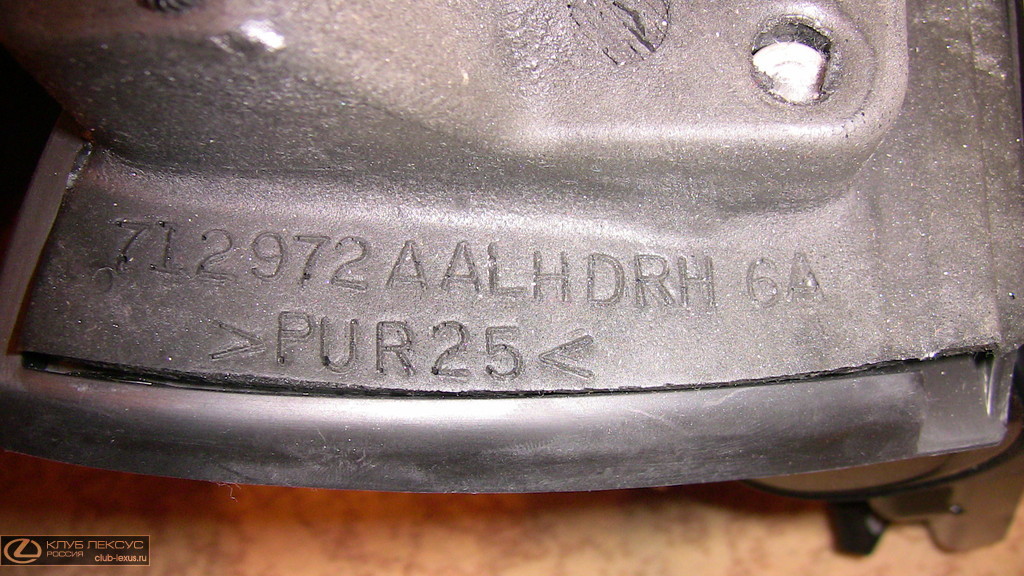 712972AALHDRH 6A
>PUR25<
КЛУБ ЛЕКСУС
РОССИЯ club-lexus.ru